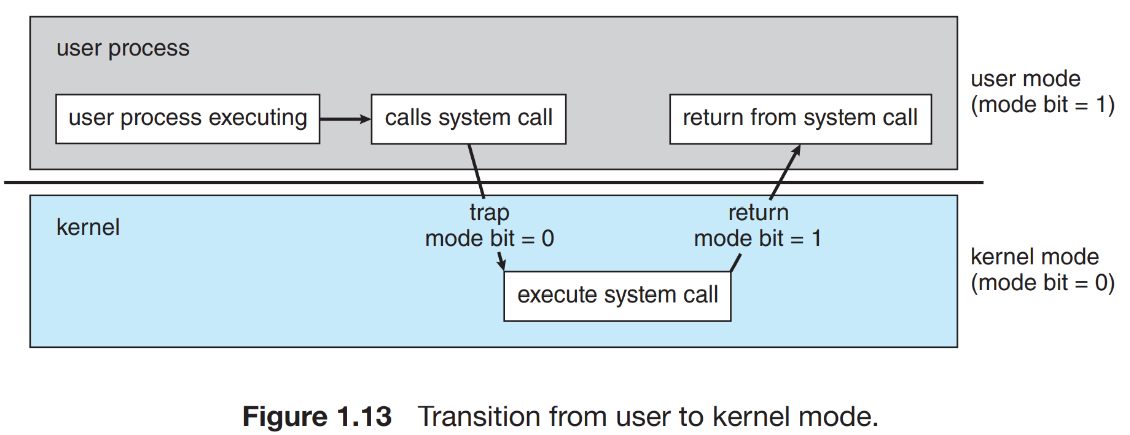 user process
user process executing
calls system call
return from system call
user mode
(mode bit = 1)
kernel
trap
mode bit = 0
return
mode bit = 1
execute system call
kernel mode
(mode bit = 0)
Figure 1.13 Transition from user to kernel mode.